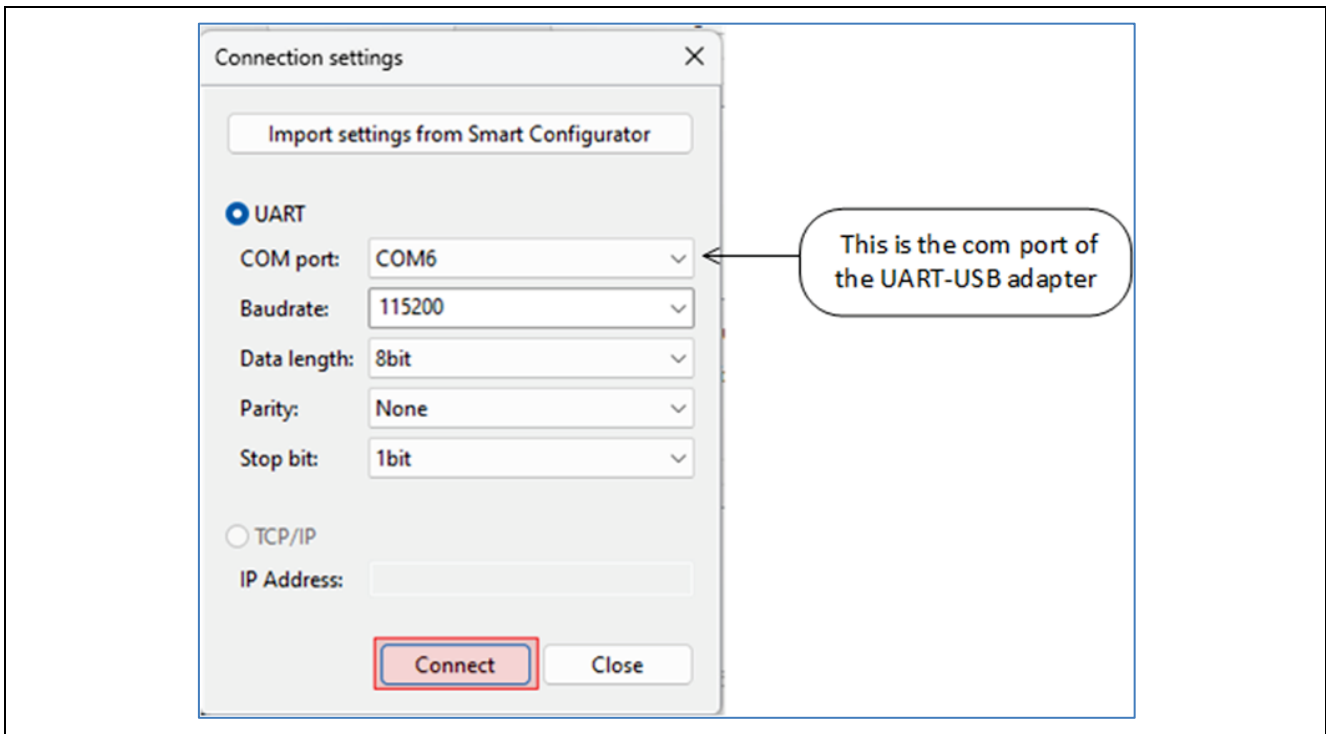 Connection settings
Import settings from Smart Configurator
UART
COM port: COM6
This is the com port of
the UART-USB adapter
Baudrate: 115200
Data length: 8bit
Parity: None
Stop bit: 1bit
TCP/IP
IP Address:
Connect Close